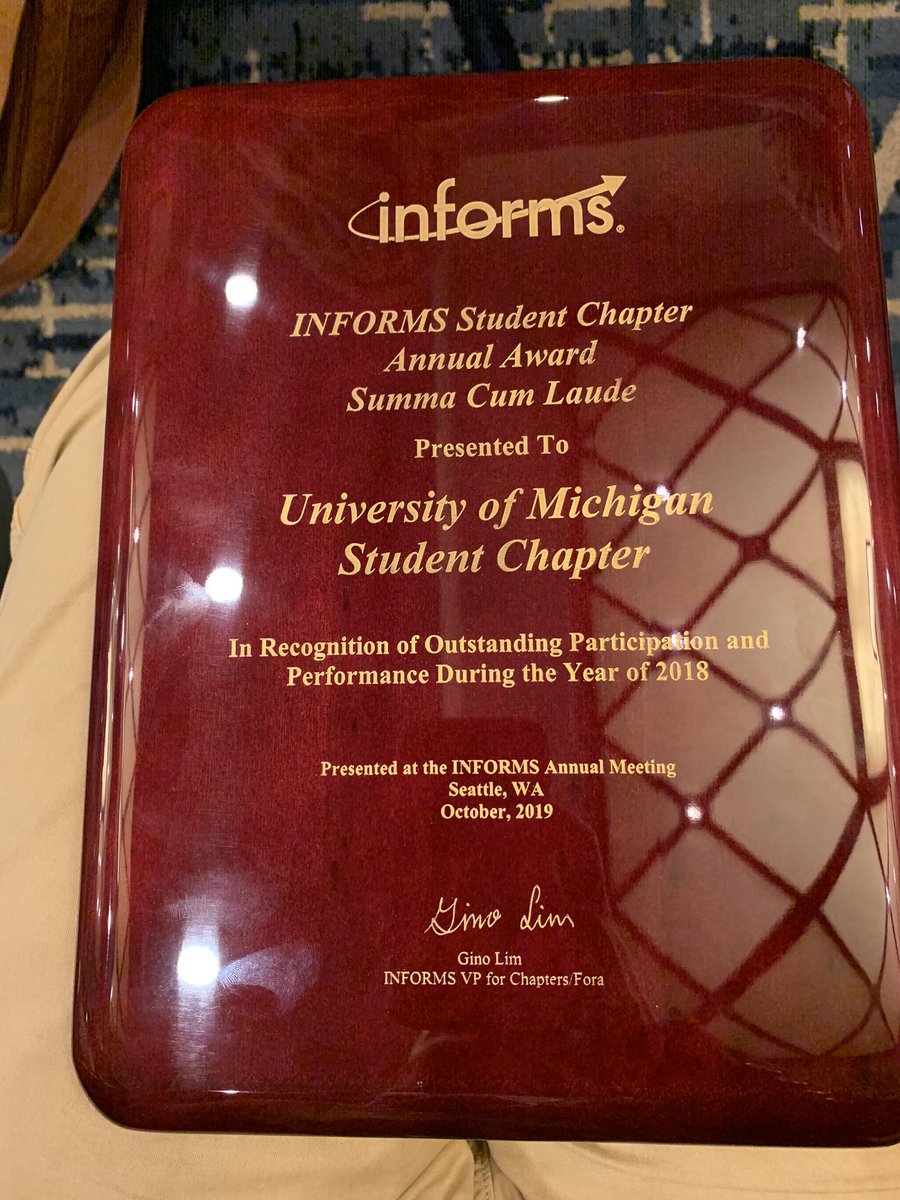 informs®
INFORMS Student Chapter
Annual Award
Summa Cum Laude
Presented To
University of Michigan
Student Chapter
In Recognition of Outstanding Participation and
Performance During the Year of 2018
Presented at the INFORMS Annual Meeting
Seattle, WA
October, 2019
Gino Lim
Gino Lim
INFORMS VP for Chapters/Fora